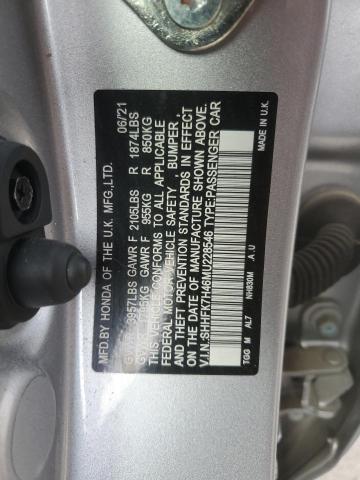 MFD.BY HONDA OF THE U.K. MFG.,LTD. 06/'21
3957LBS GAWR F 2105LBS R 1874LBS
GAWR F 955KG R 850KG
THIS VEHICLE CONFORMS TO ALL APPLICABLE
FEDERAL MOTOR VEHICLE SAFETY , BUMPER ,
AND THEFT PREVENTION STANDARDS IN EFFECT
ON THE DATE OF MANUFACTURE SHOWN ABOVE.
V.I.N.:SHHFK7H46MU228546 TYPE:PASSENGER CAR
TGG M AL7 NH830M .A.U MADE IN U.K.